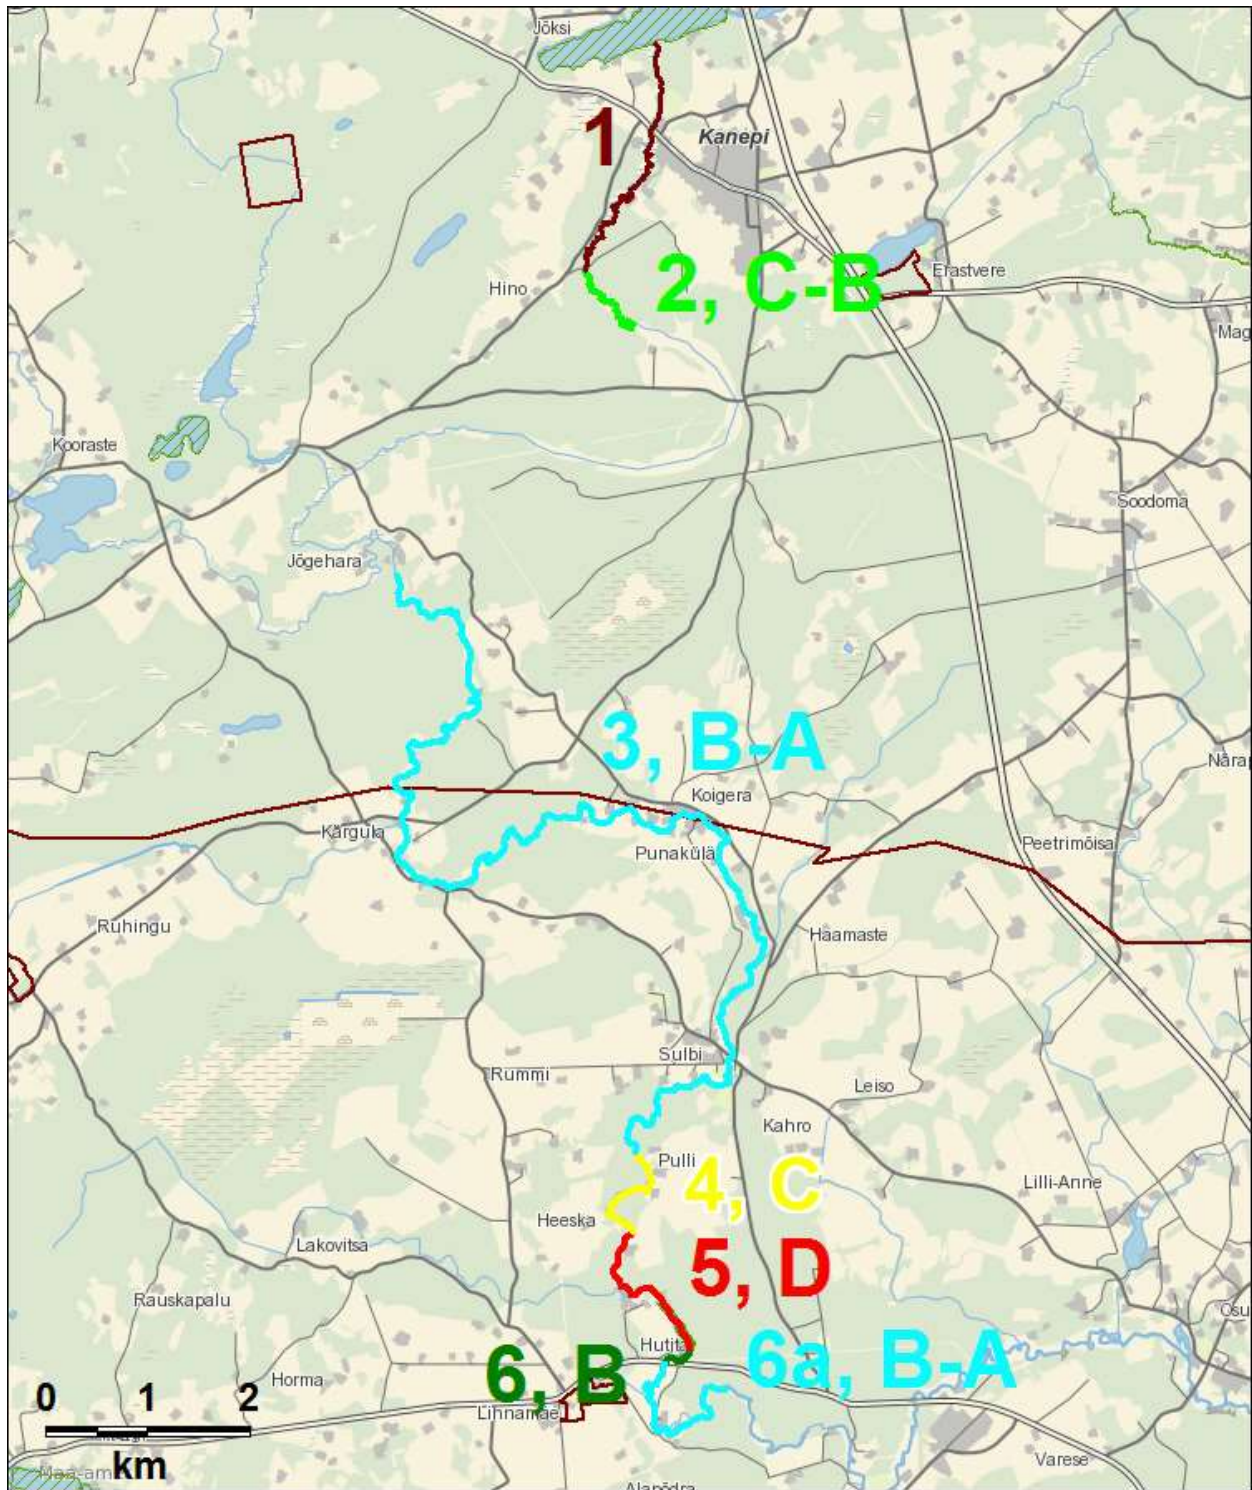 Jõksi
1
Kanepi
Erastvere
2, C-B
Hino
Mag
Kooraste
Soodoma
Jõgehara
3, B-A
Koigera
Kärgula
Peetrimõisa
Punakülä
Ruhingu
Haamaste
Sulbi
Rummi
Leiso
Kahro
Pulli
4, C
Lilli-Anne
Heeska
Lakovitsa
5, D
Rauskapalu
Osu
Hutita
6a, B-A
6, B
Horma
0 1 2
Lihnamäe
km
Varese